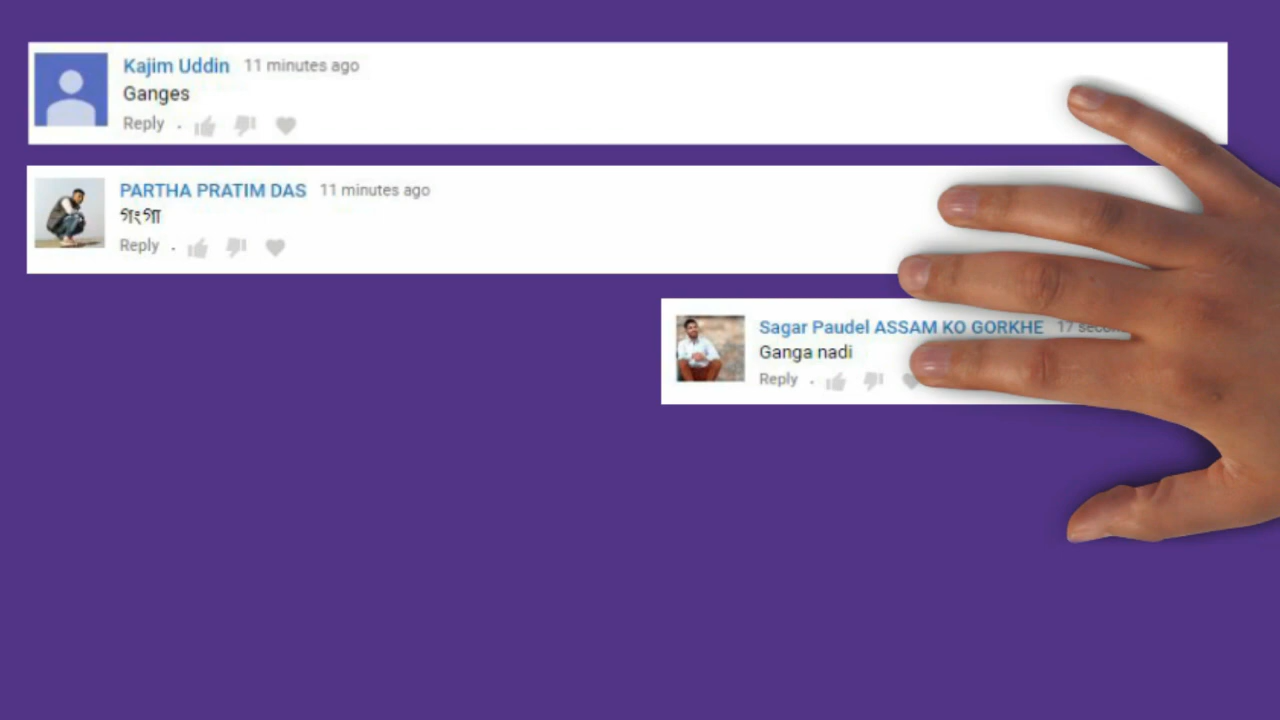 Kajim Uddin 11 minutes ago
Ganges
Reply .
PARTHA PRATIM DAS 11 minutes ago
গংগা
Reply .
Sagar Paudel ASSAM KO GORKHE 17
Ganga nadi
Reply .